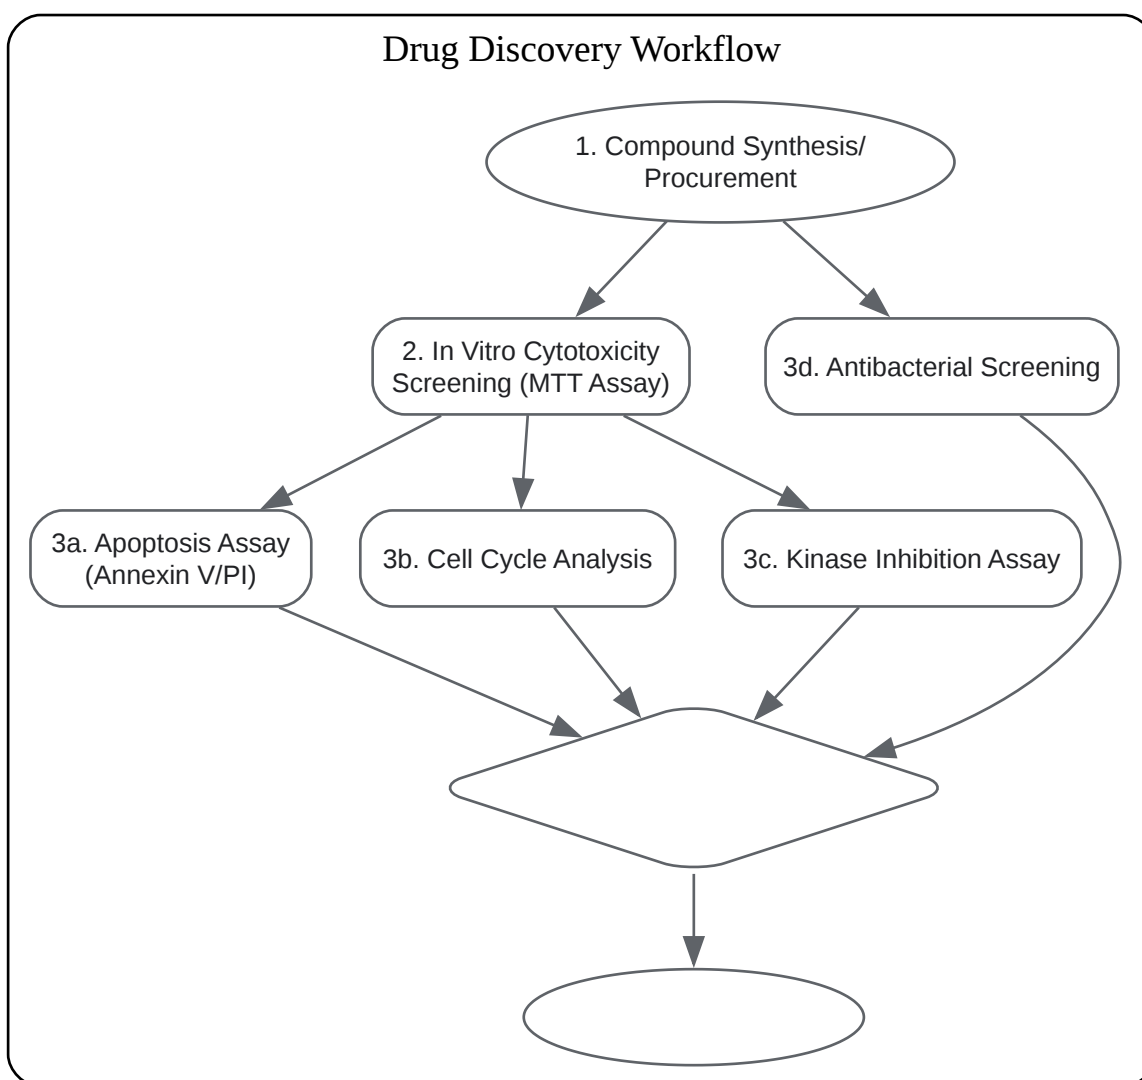 Drug Discovery Workflow
1. Compound Synthesis/
Procurement
2. In Vitro Cytotoxicity
Screening (MTT Assay)
3d. Antibacterial Screening
3a. Apoptosis Assay
(Annexin V/PI)
3b. Cell Cycle Analysis
3c. Kinase Inhibition Assay